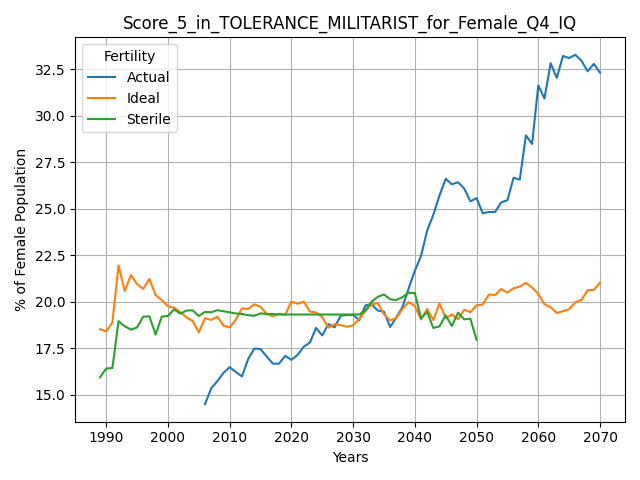 Score_5_in_TOLERANCE_MILITARIST_for_Female_Q4_IQ
Fertility
Actual
Ideal
Sterile
% of Female Population
32.5
30.0
27.5
25.0
22.5
20.0
17.5
15.0
1990 2000 2010 2020 2030 2040 2050 2060 2070
Years